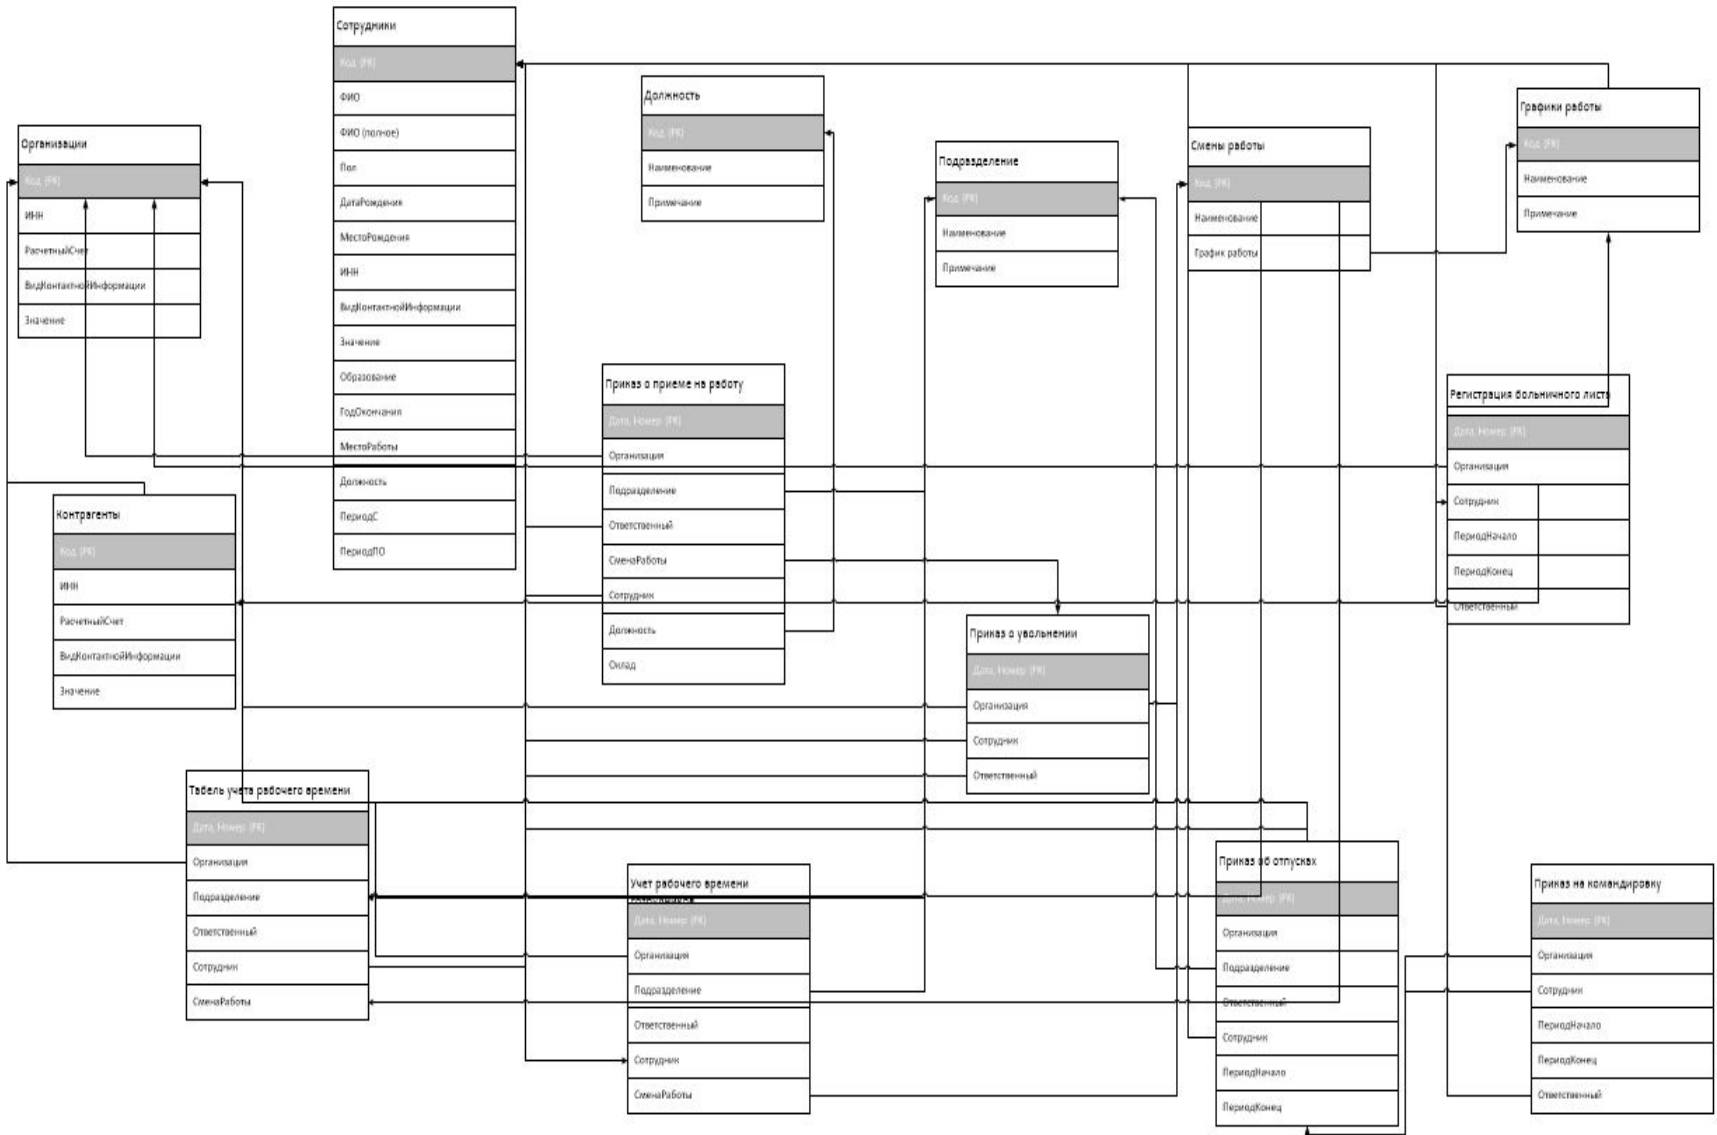 Сотрудники
Код (PK)
ФИО
ФИО (полное)
Пол
ДатаРождения
МестоРождения
ИНН
ВидКонтактнойИнформации
Значение
Образование
ГодОкончания
МестоРаботы
Должность
ПериодС
ПериодПО
Должность
Код (PK)
Наименование
Примечание
Графики работы
Код (PK)
Наименование
Примечание
Организации
Код (PK)
ИНН
РасчетныйСчет
ВидКонтактнойИнформации
Значение
Подразделение
Код (PK)
Наименование
Примечание
Смены работы
Код (PK)
Наименование
График работы
Приказ о приеме на работу
Дата, Номер (PK)
Организация
Подразделение
Ответственный
СменаРаботы
Сотрудник
Должность
Оклад
Регистрация больничного листа
Дата, Номер (PK)
Организация
Сотрудник
ПериодНачало
ПериодКонец
Ответственный
Контрагенты
Код (PK)
ИНН
РасчетныйСчет
ВидКонтактнойИнформации
Значение
Приказ о увольнении
Дата, Номер (PK)
Организация
Сотрудник
Ответственный
Табель учета рабочего времени
Дата, Номер (PK)
Организация
Подразделение
Ответственный
Сотрудник
СменаРаботы
Учет рабочего времени
Дата, Номер (PK)
Организация
Подразделение
Ответственный
Сотрудник
СменаРаботы
Приказ об отпусках
Дата, Номер (PK)
Организация
Подразделение
Ответственный
Сотрудник
ПериодНачало
ПериодКонец
Приказ на командировку
Дата, Номер (PK)
Организация
Сотрудник
ПериодНачало
ПериодКонец
Ответственный